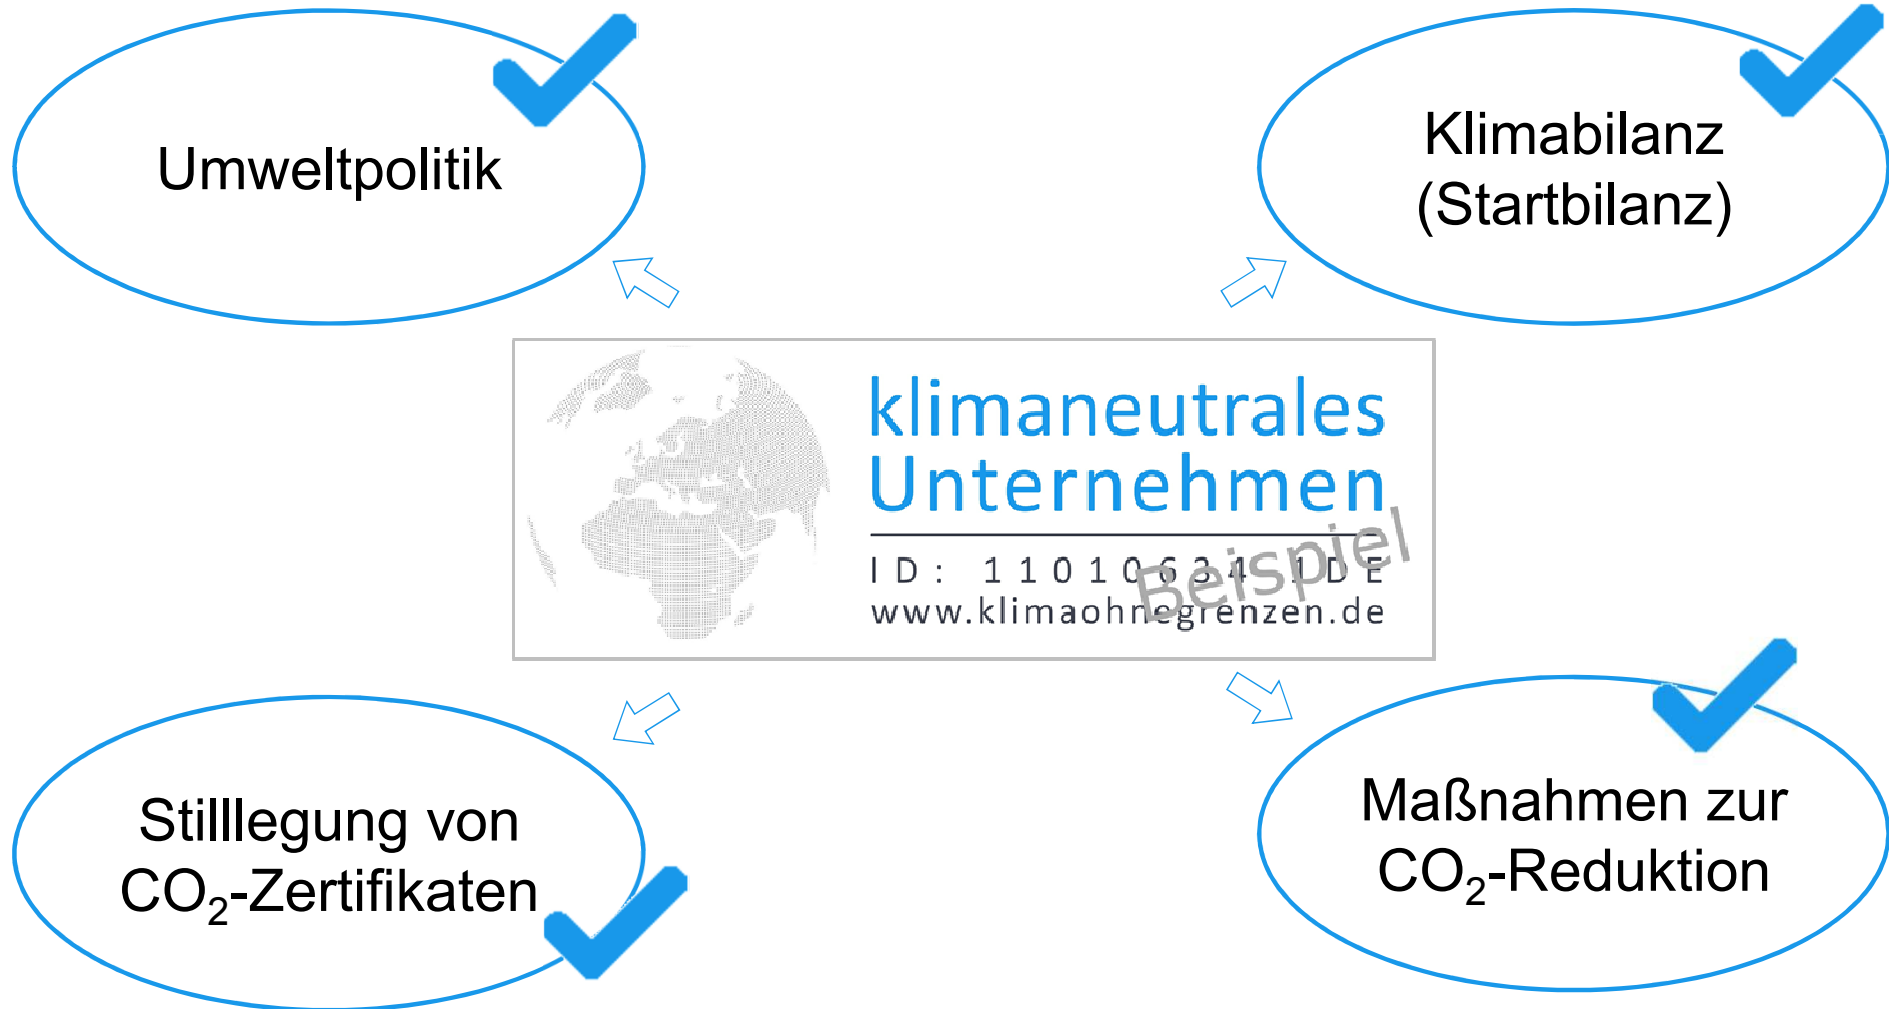 Umweltpolitik
Klimabilanz
(Startbilanz)
klimaneutrales
Unternehmen
ID: 11010634 1DE
www.klimaohnegrenzen.de
Beispiel
Stilllegung von
CO₂-Zertifikaten
Maßnahmen zur
CO₂-Reduktion